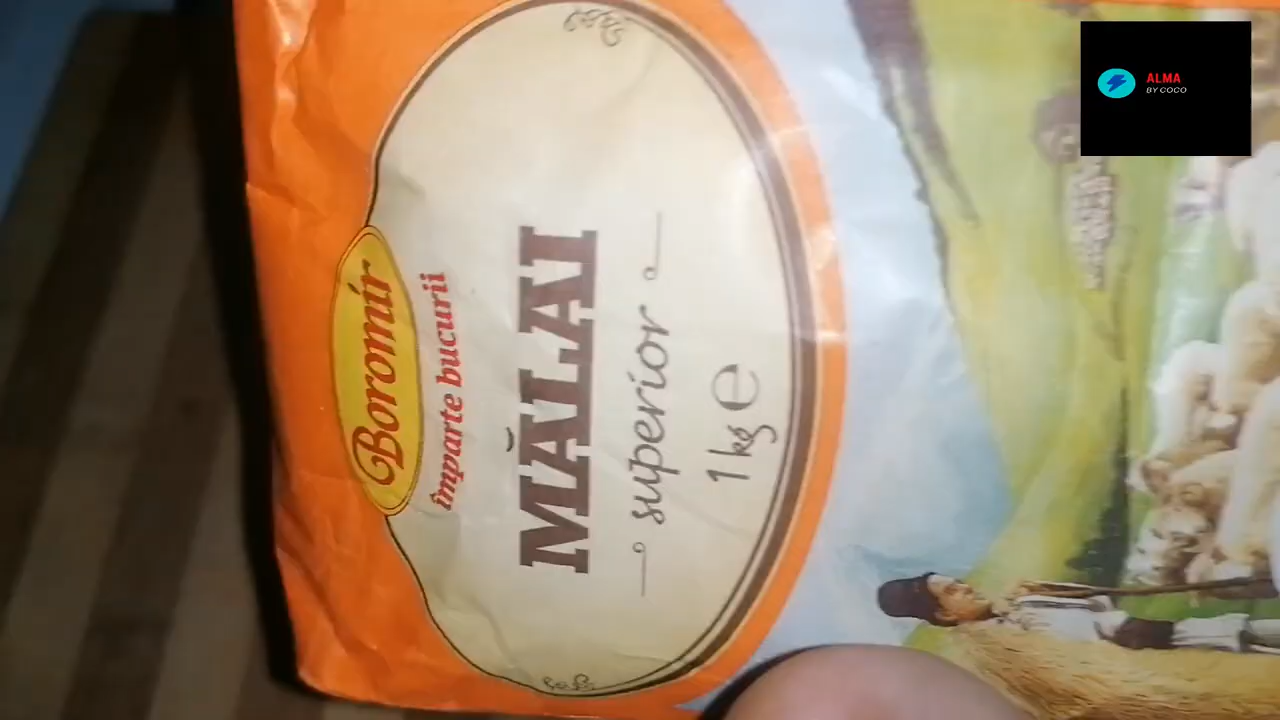 Boromir
împarte bucurii
MĂLAI
superior
1 kg e
ALMA
BY COCO